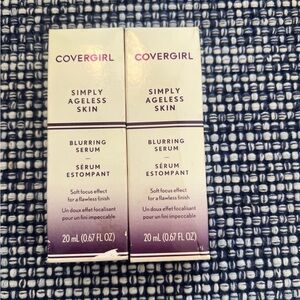 COVERGIRL
SIMPLY
AGELESS
SKIN
BLURRING
SERUM
SÉRUM
ESTOMPANT
Soft focus effect
for a flawless finish
Un doux effet focalisant
pour un fini impeccable
20 mL (0.67 FL OZ)
COVERGIRL
SIMPLY
AGELESS
SKIN
BLURRING
SERUM
SÉRUM
ESTOMPANT
Soft focus effect
for a flawless finish
Un doux effet focalisant
pour un fini impeccable
20 mL (0.67 FL OZ)